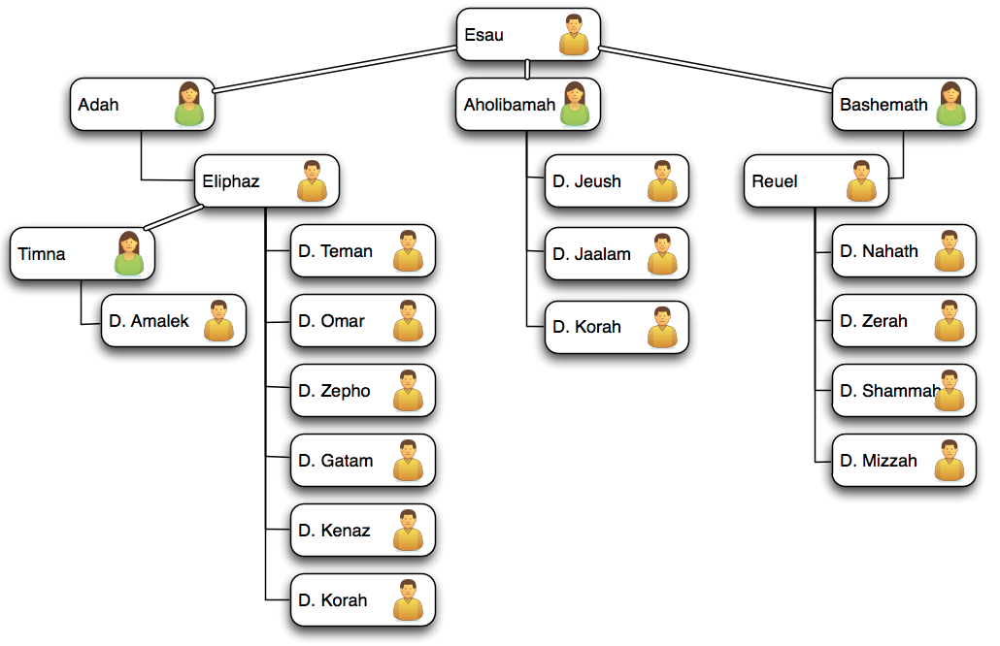 Esau
Adah
Aholibamah
Bashemath
Eliphaz
D. Jeush
Reuel
Timna
D. Teman
D. Jaalam
D. Nahath
D. Amalek
D. Omar
D. Korah
D. Zerah
D. Zepho
D. Shammah
D. Gatam
D. Mizzah
D. Kenaz
D. Korah